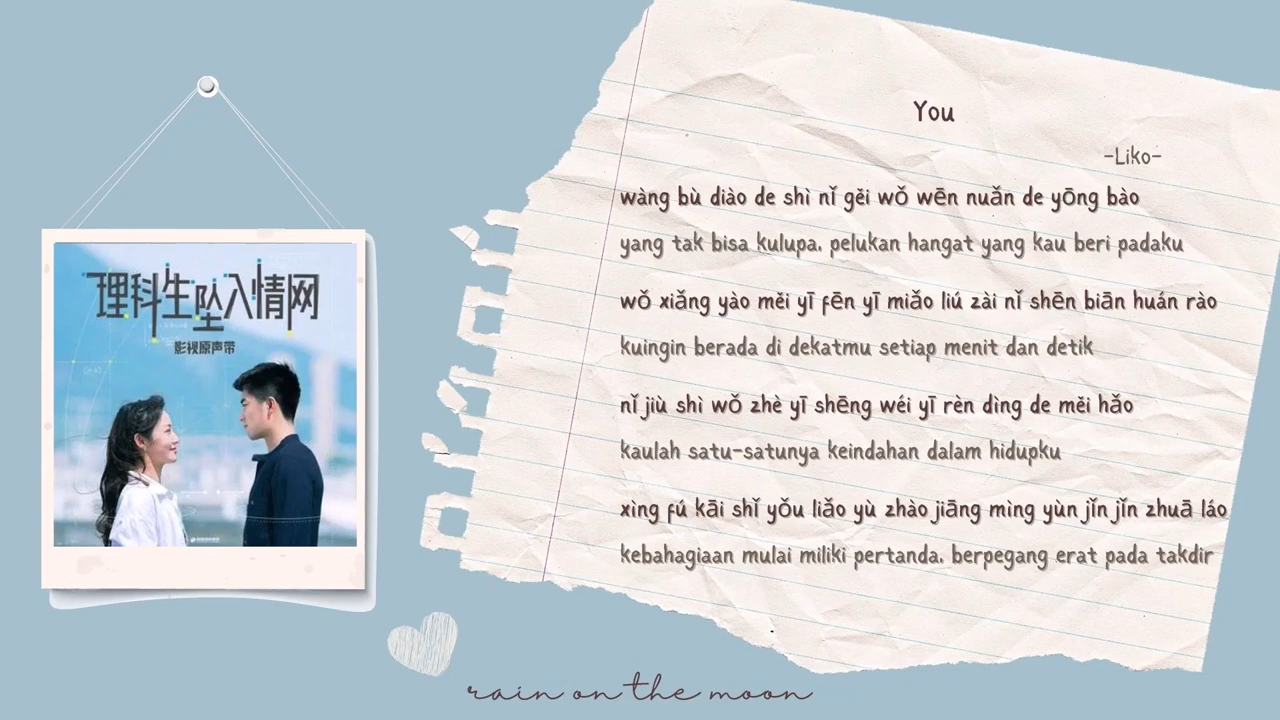 理科生坠入情网
影视原声带
You
-Liko-
wàng bù diào de shì nǐ gěi wǒ wēn nuǎn de yōng bào
yang tak bisa kulupa. pelukan hangat yang kau beri padaku
wǒ xiǎng yào měi yī fēn yī miǎo liú zài nǐ shēn biān huán rào
kuingin berada di dekatmu setiap menit dan detik
nǐ jiù shì wǒ zhè yī shēng wéi yī rèn dìng de měi hǎo
kaulah satu-satunya keindahan dalam hidupku
xìng fú kāi shǐ yǒu liǎo yù zhào jiāng mìng yùn jǐn jǐn zhuā láo
kebahagiaan mulai miliki pertanda. berpegang erat pada takdir
rain on the moon